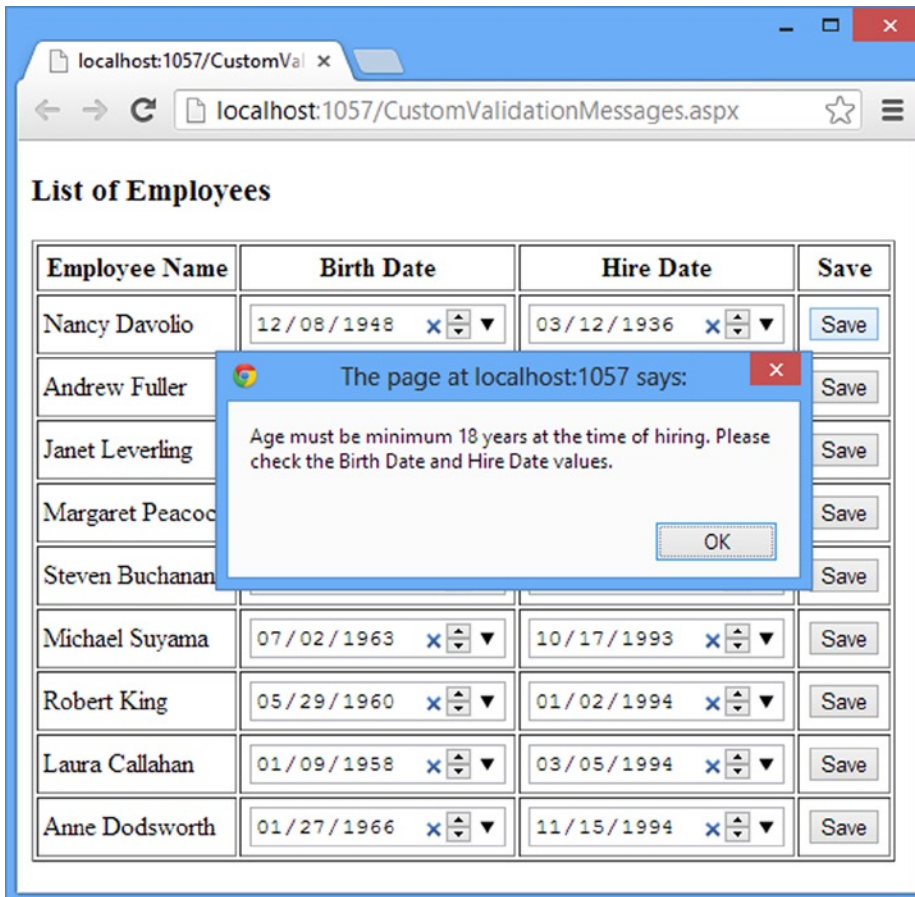 localhost:1057/CustomVal
localhost:1057/CustomValidationMessages.aspx
List of Employees
Employee Name Birth Date Hire Date Save
Nancy Davolio 12/08/1948 03/12/1936 Save
The page at localhost:1057 says:
Andrew Fuller Save
Age must be minimum 18 years at the time of hiring. Please
check the Birth Date and Hire Date values.
Janet Leverling Save
Margaret Peacoc Save
OK
Steven Buchanan Save
Michael Suyama 07/02/1963 10/17/1993 Save
Robert King 05/29/1960 01/02/1994 Save
Laura Callahan 01/09/1958 03/05/1994 Save
Anne Dodsworth 01/27/1966 11/15/1994 Save